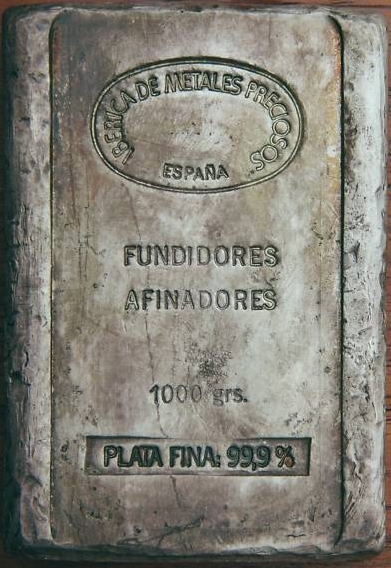 IBERICA DE METALES PRECIOSOS
ESPAÑA
FUNDIDORES
AFINADORES
1000 grs.
PLATA FINA: 99,9 %